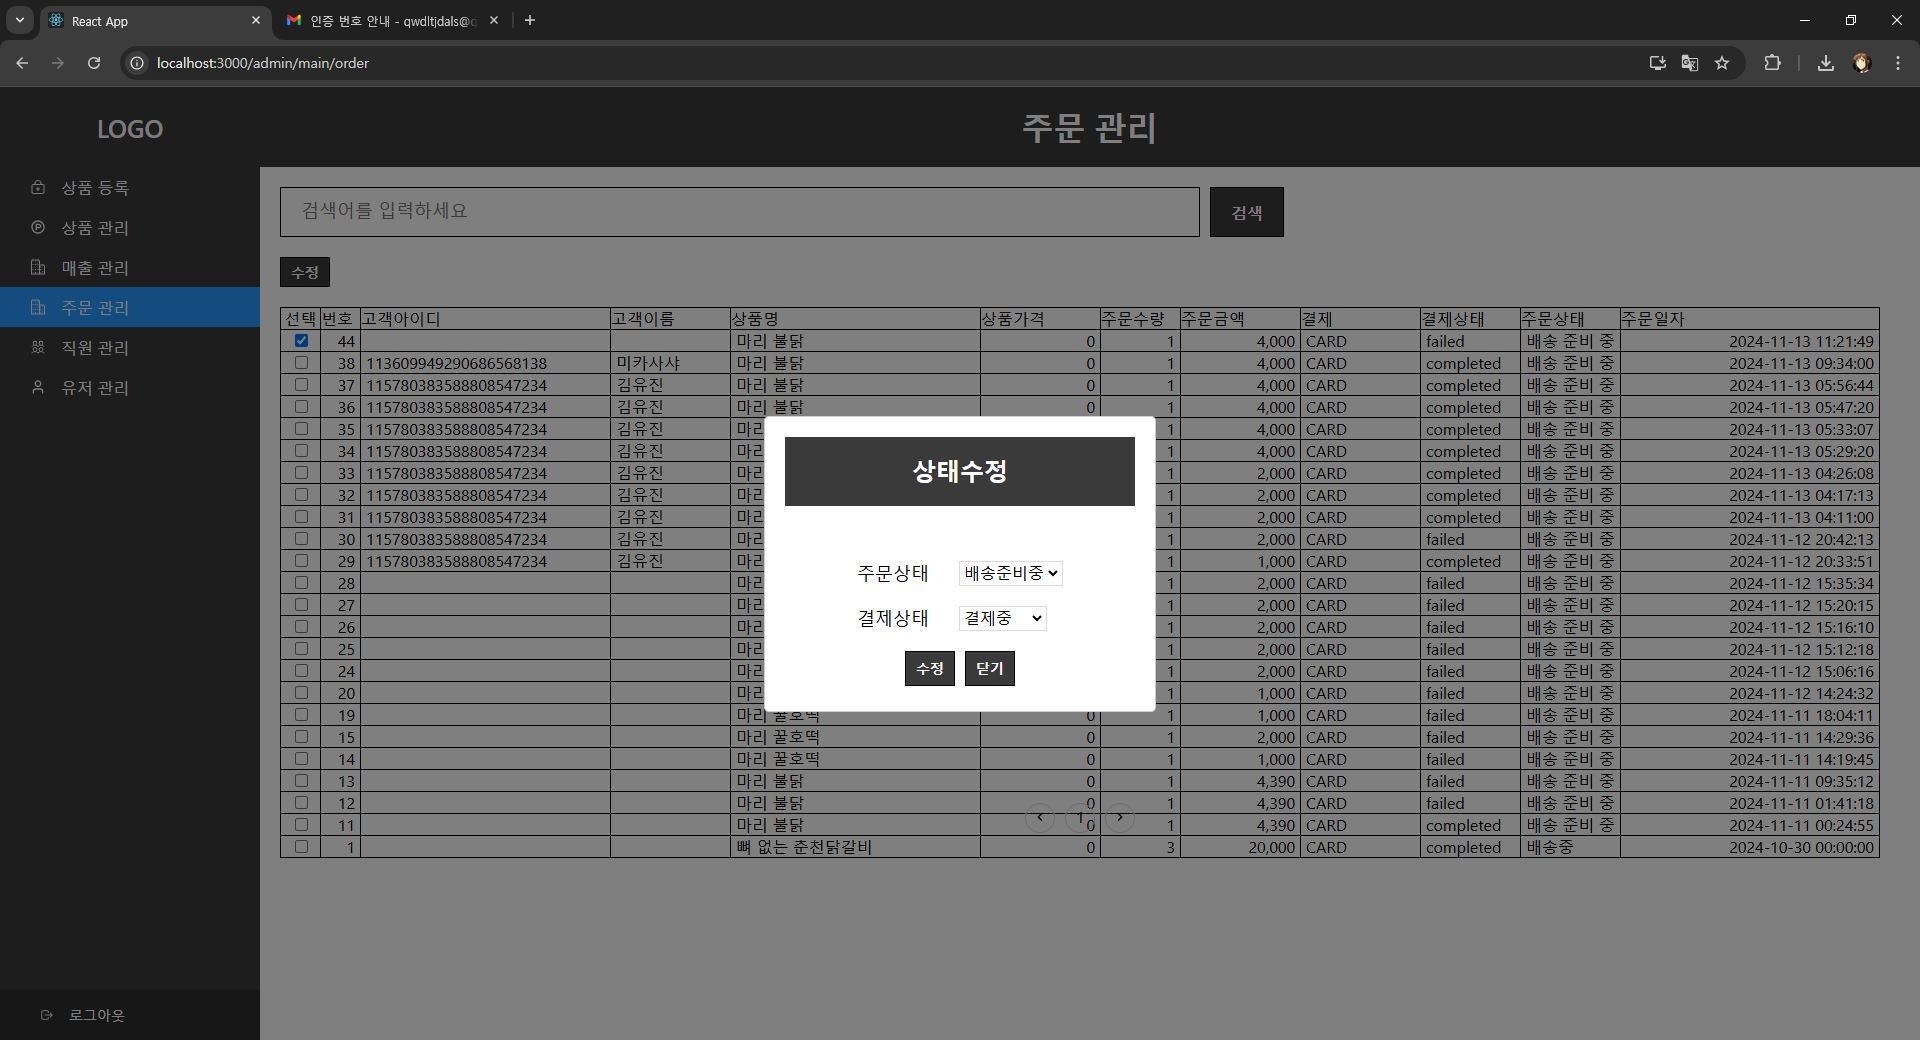 React App
인증 번호 안내 - qwdltjdals@
localhost:3000/admin/main/order
LOGO
주문 관리
상품 등록
상품 관리
매출 관리
주문 관리
직원 관리
유저 관리
로그아웃
검색어를 입력하세요
검색
수정
선택 번호 고객아이디 고객이름 상품명 상품가격 주문수량 주문금액 결제 결제상태 주문상태 주문일자
44 마리 불닭 0 1 4,000 CARD failed 배송 준비 중 2024-11-13 11:21:49
38 113609949290686568138 미카사샤 마리 불닭 0 1 4,000 CARD completed 배송 준비 중 2024-11-13 09:34:00
37 115780383588808547234 김유진 마리 불닭 0 1 4,000 CARD completed 배송 준비 중 2024-11-13 05:56:44
36 115780383588808547234 김유진 마리 불닭 0 1 4,000 CARD completed 배송 준비 중 2024-11-13 05:47:20
35 115780383588808547234 김유진 마리 1 4,000 CARD completed 배송 준비 중 2024-11-13 05:33:07
34 115780383588808547234 김유진 마리 1 4,000 CARD completed 배송 준비 중 2024-11-13 05:29:20
33 115780383588808547234 김유진 마리 1 2,000 CARD completed 배송 준비 중 2024-11-13 04:26:08
32 115780383588808547234 김유진 마리 1 2,000 CARD completed 배송 준비 중 2024-11-13 04:17:13
31 115780383588808547234 김유진 마리 1 2,000 CARD completed 배송 준비 중 2024-11-13 04:11:00
30 115780383588808547234 김유진 마리 1 2,000 CARD failed 배송 준비 중 2024-11-12 20:42:13
29 115780383588808547234 김유진 마리 1 1,000 CARD completed 배송 준비 중 2024-11-12 20:33:51
28 마리 1 2,000 CARD failed 배송 준비 중 2024-11-12 15:35:34
27 마리 1 2,000 CARD failed 배송 준비 중 2024-11-12 15:20:15
26 마리 1 2,000 CARD failed 배송 준비 중 2024-11-12 15:16:10
25 마리 1 2,000 CARD failed 배송 준비 중 2024-11-12 15:12:18
24 마리 1 2,000 CARD failed 배송 준비 중 2024-11-12 15:06:16
20 마리 1 1,000 CARD failed 배송 준비 중 2024-11-12 14:24:32
19 마리 꿀호떡 0 1 1,000 CARD failed 배송 준비 중 2024-11-11 18:04:11
15 마리 꿀호떡 0 1 2,000 CARD failed 배송 준비 중 2024-11-11 14:29:36
14 마리 꿀호떡 0 1 1,000 CARD failed 배송 준비 중 2024-11-11 14:19:45
13 마리 불닭 0 1 4,390 CARD failed 배송 준비 중 2024-11-11 09:35:12
12 마리 불닭 0 1 4,390 CARD failed 배송 준비 중 2024-11-11 01:41:18
11 마리 불닭 0 1 4,390 CARD completed 배송 준비 중 2024-11-11 00:24:55
1 뼈 없는 춘천닭갈비 0 3 20,000 CARD completed 배송중 2024-10-30 00:00:00
< 1 >
상태수정
주문상태 배송준비중
결제상태 결제중
수정 닫기